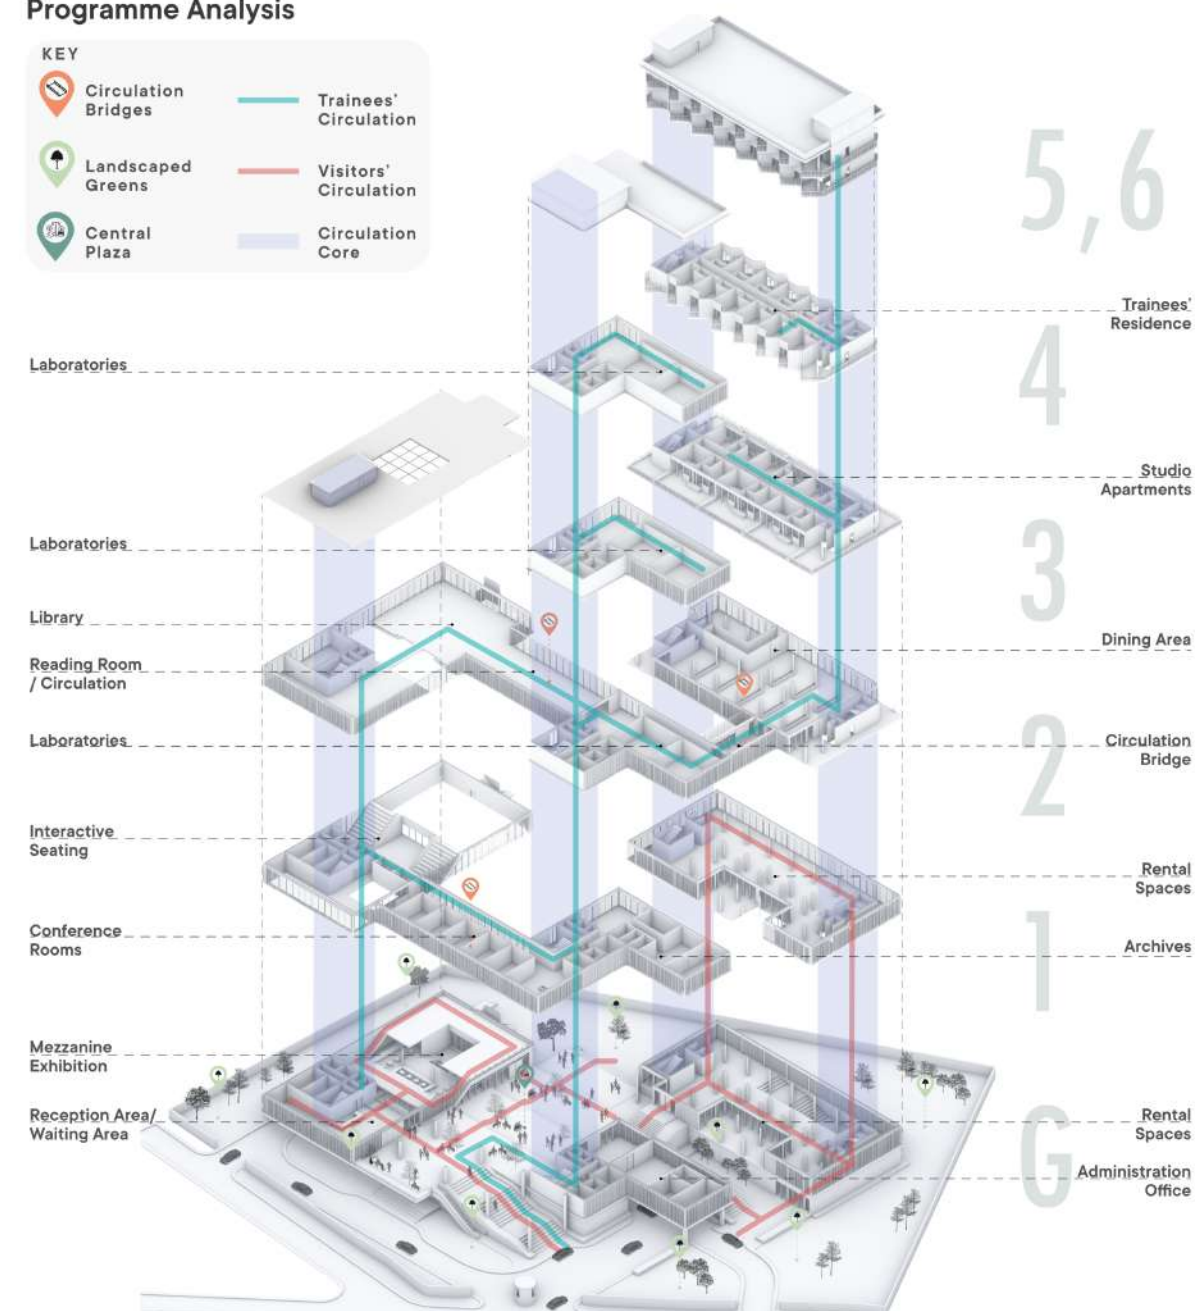 Programme Analysis
KEY
Circulation
Bridges
Trainees'
Circulation
Landscaped
Greens
Visitors'
Circulation
Central
Plaza
Circulation
Core
5,6
Trainees'
Residence
4
Laboratories
Studio
Apartments
Laboratories
3
Library
Dining Area
Reading Room
/ Circulation
Laboratories
2
Circulation
Bridge
Interactive
Seating
Rental
Spaces
Conference
Rooms
1
Archives
Mezzanine
Exhibition
Reception Area/
Waiting Area
G
Rental
Spaces
Administration
Office